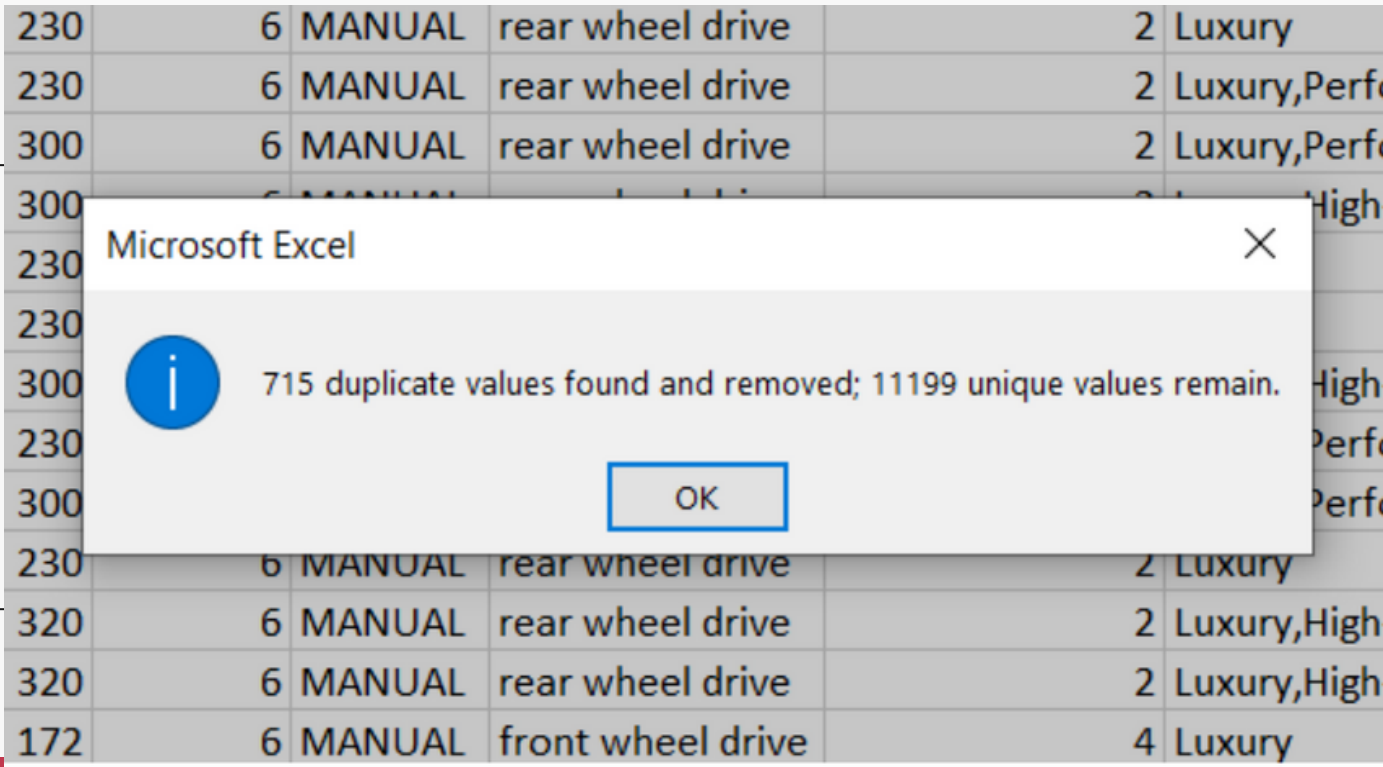 230 6 MANUAL rear wheel drive 2 Luxury
230 6 MANUAL rear wheel drive 2 Luxury,Perfo
300 6 MANUAL rear wheel drive 2 Luxury,Perfo
300 High
Microsoft Excel
230
230
300 715 duplicate values found and removed; 11199 unique values remain. High
230 Perfo
OK
300 Perfo
230 6 MANUAL rear wheel drive 2 Luxury
320 6 MANUAL rear wheel drive 2 Luxury,High
320 6 MANUAL rear wheel drive 2 Luxury,High
172 6 MANUAL front wheel drive 4 Luxury